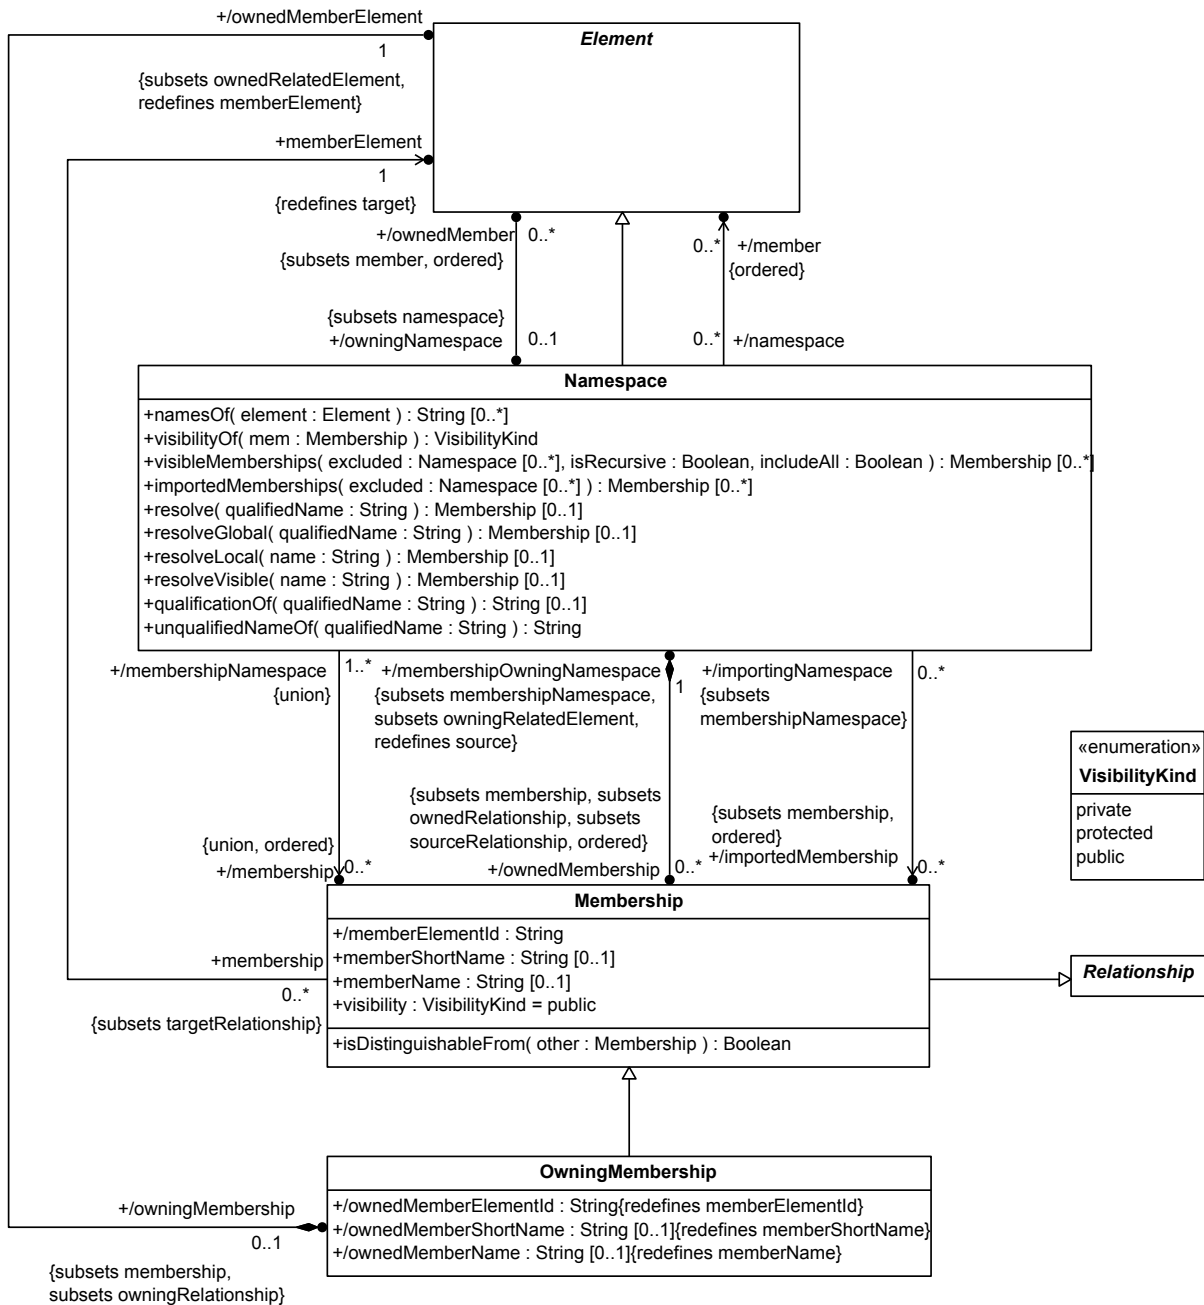 +/ownedMemberElement
1
{subsets ownedRelatedElement,
redefines memberElement}
Element
+memberElement
1
{redefines target}
+/ownedMember
0..*
{subsets member, ordered}
0..*
+/member
{ordered}
{subsets namespace}
+/owningNamespace
0..1
0..*
+/namespace
Namespace
+namesOf( element : Element ) : String [0..*]
+visibilityOf( mem : Membership ) : VisibilityKind
+visibleMemberships( excluded : Namespace [0..*], isRecursive : Boolean, includeAll : Boolean ) : Membership [0..*]
+importedMemberships( excluded : Namespace [0..*] ) : Membership [0..*]
+resolve( qualifiedName : String ) : Membership [0..1]
+resolveGlobal( qualifiedName : String ) : Membership [0..1]
+resolveLocal( name : String ) : Membership [0..1]
+resolveVisible( name : String ) : Membership [0..1]
+qualificationOf( qualifiedName : String ) : String [0..1]
+unqualifiedNameOf( qualifiedName : String ) : String
+/membershipNamespace
{union}
1..*
+/membershipOwningNamespace
{subsets membershipNamespace,
subsets owningRelatedElement,
redefines source}
1
+/importingNamespace
{subsets
membershipNamespace}
0..*
«enumeration»
VisibilityKind
private
protected
public
{union, ordered}
+/membership
0..*
{subsets membership, subsets
ownedRelationship, subsets
sourceRelationship, ordered}
+/ownedMembership
0..*
{subsets membership,
ordered}
+/importedMembership
0..*
Membership
+/memberElementId : String
+memberShortName : String [0..1]
+memberName : String [0..1]
+visibility : VisibilityKind = public
+isDistinguishableFrom( other : Membership ) : Boolean
+membership
0..*
{subsets targetRelationship}
Relationship
OwningMembership
+/ownedMemberElementId : String{redefines memberElementId}
+/ownedMemberShortName : String [0..1]{redefines memberShortName}
+/ownedMemberName : String [0..1]{redefines memberName}
+/owningMembership
0..1
{subsets membership,
subsets owningRelationship}